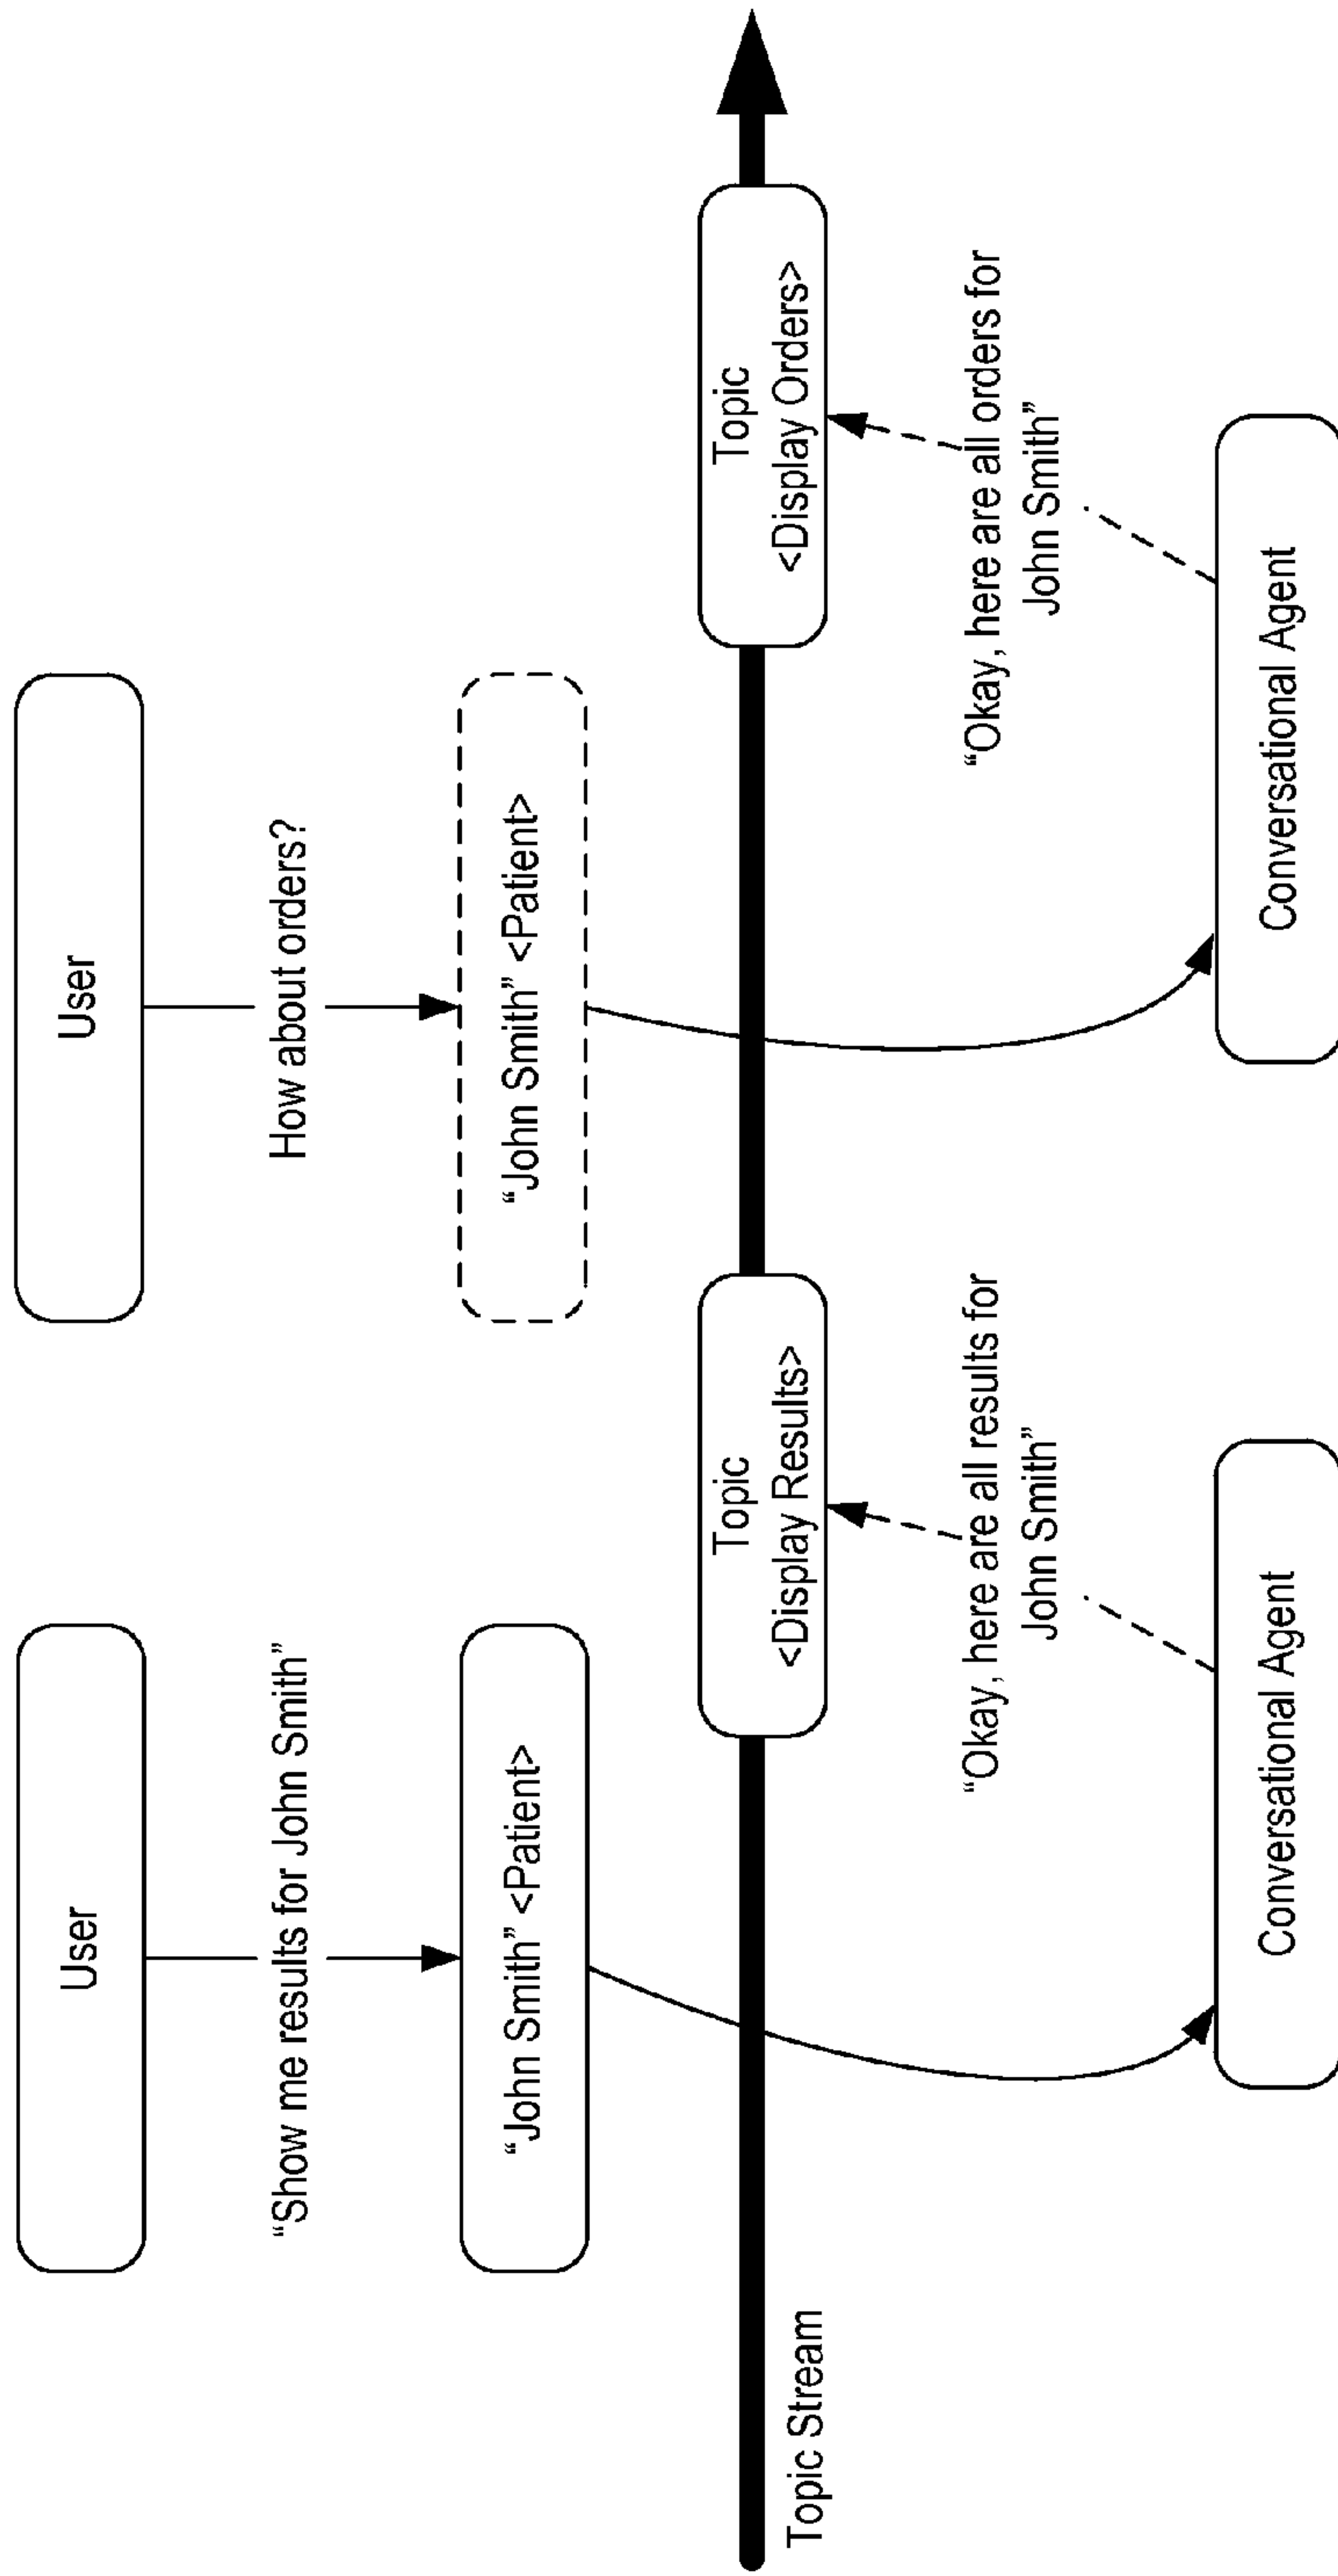 User
User
“Show me results for John Smith”
How about orders?
“John Smith” <Patient>
“John Smith” <Patient>
Topic
<Display Results>
Topic
<Display Orders>
Topic Stream
“Okay, here are all results for
John Smith”
“Okay, here are all orders for
John Smith”
Conversational Agent
Conversational Agent